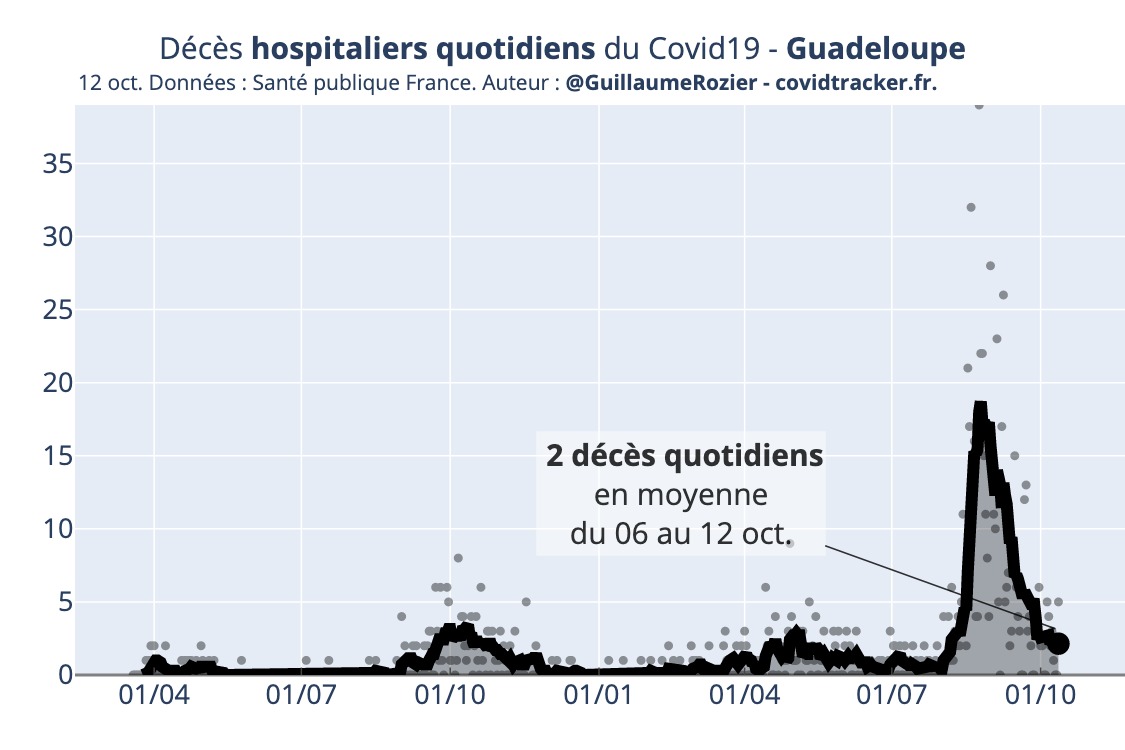 Décès hospitaliers quotidiens du Covid19 - Guadeloupe
12 oct. Données : Santé publique France. Auteur : @GuillaumeRozier - covidtracker.fr.
35
30
25
20
15
10
5
0
2 décès quotidiens
en moyenne
du 06 au 12 oct.
01/04 01/07 01/10 01/01 01/04 01/07 01/10